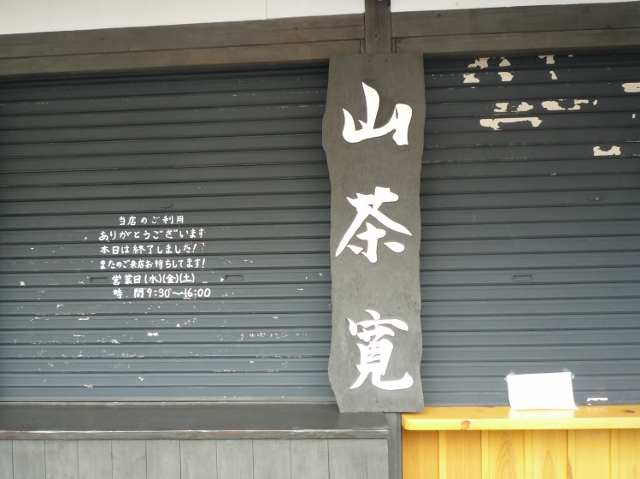 当店のご利用
ありがとうございます
本日は終了しました!
またのご来店お待ちしてます!
営業日(水)(金)(土)
時間9:30〜16:00
山茶寛